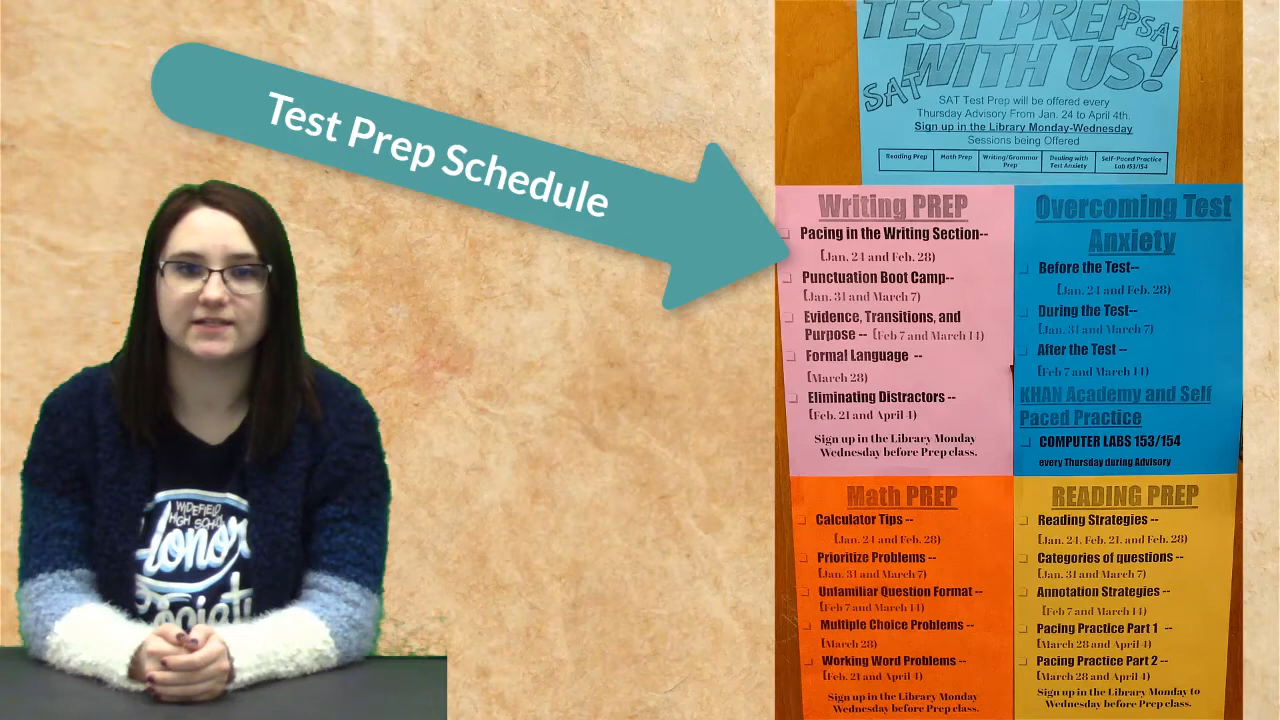 Test Prep Schedule
TEST PREP PSAT
SAT WITH US!
SAT Test Prep will be offered every
Thursday Advisory From Jan. 24 to April 4th.
Sign up in the Library Monday-Wednesday
Sessions being Offered
Reading Prep Math Prep Writing/Grammar Prep Dealing with Test Anxiety Self-Paced Practice Lab 153/154
Writing PREP
Pacing in the Writing Section--
(Jan. 24 and Feb. 28)
Punctuation Boot Camp--
(Jan. 31 and March 7)
Evidence, Transitions, and
Purpose -- (Feb 7 and March 14)
Formal Language --
(March 28)
Eliminating Distractors --
(Feb. 21 and April 4)
Sign up in the Library Monday
Wednesday before Prep class.
Overcoming Test
Anxiety
Before the Test--
(Jan. 24 and Feb. 28)
During the Test--
(Jan. 31 and March 7)
After the Test --
(Feb 7 and March 14)
KHAN Academy and Self
Paced Practice
COMPUTER LABS 153/154
every Thursday during Advisory
Math PREP
Calculator Tips --
(Jan. 24 and Feb. 28)
Prioritize Problems --
(Jan. 31 and March 7)
Unfamiliar Question Format --
(Feb 7 and March 14)
Multiple Choice Problems --
(March 28)
Working Word Problems --
(Feb. 21 and April 4)
Sign up in the Library Monday
Wednesday before Prep class.
READING PREP
Reading Strategies --
(Jan. 24, Feb. 21, and Feb. 28)
Categories of questions --
(Jan. 31 and March 7)
Annotation Strategies --
(Feb 7 and March 14)
Pacing Practice Part 1 --
(March 28 and April 4)
Pacing Practice Part 2 --
(March 28 and April 4)
Sign up in the Library Monday to
Wednesday before Prep class.
WIDEFIELD
HIGH SCHOOL
Honor
Society